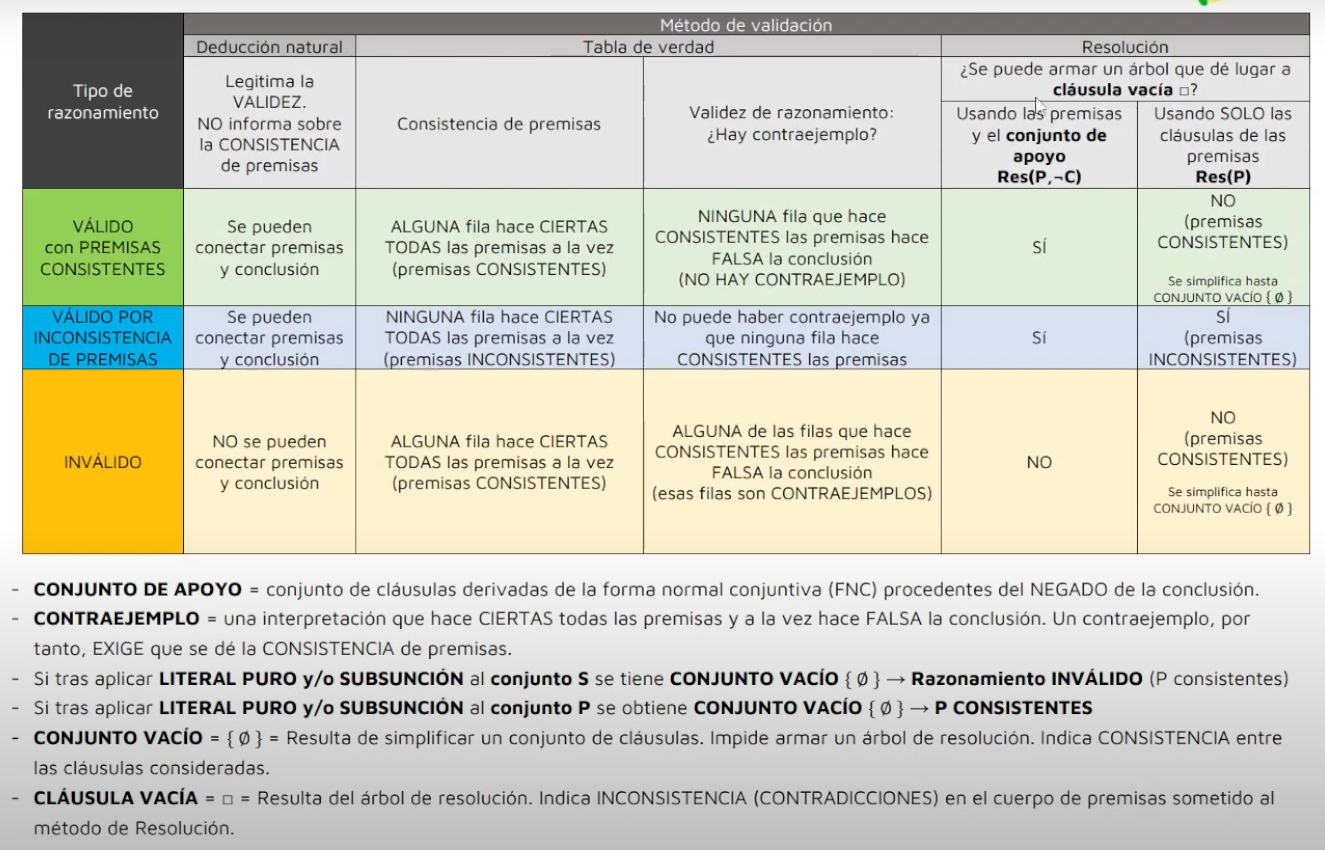 Método de validación
Deducción natural
Tabla de verdad
Resolución
Tipo de
razonamiento
Legitima la
VALIDEZ.
NO informa sobre
la CONSISTENCIA
de premisas
Consistencia de premisas
Validez de razonamiento:
¿Hay contraejemplo?
¿Se puede armar un árbol que dé lugar a
cláusula vacía □?
Usando las premisas
y el conjunto de
apoyo
Res(P,¬C)
Usando SOLO las
cláusulas de las
premisas
Res(P)
VÁLIDO
con PREMISAS
CONSISTENTES
Se pueden
conectar premisas
y conclusión
ALGUNA fila hace CIERTAS
TODAS las premisas a la vez
(premisas CONSISTENTES)
NINGUNA fila que hace
CONSISTENTES las premisas hace
FALSA la conclusión
(NO HAY CONTRAEJEMPLO)
SÍ
NO
(premisas
CONSISTENTES)
Se simplifica hasta
CONJUNTO VACÍO { Ø }
VÁLIDO POR
INCONSISTENCIA
DE PREMISAS
Se pueden
conectar premisas
y conclusión
NINGUNA fila hace CIERTAS
TODAS las premisas a la vez
(premisas INCONSISTENTES)
No puede haber contraejemplo ya
que ninguna fila hace
CONSISTENTES las premisas
Sí
SÍ
(premisas
INCONSISTENTES)
INVÁLIDO
NO se pueden
conectar premisas
y conclusión
ALGUNA fila hace CIERTAS
TODAS las premisas a la vez
(premisas CONSISTENTES)
ALGUNA de las filas que hace
CONSISTENTES las premisas hace
FALSA la conclusión
(esas filas son CONTRAEJEMPLOS)
NO
NO
(premisas
CONSISTENTES)
Se simplifica hasta
CONJUNTO VACÍO { Ø }
- CONJUNTO DE APOYO = conjunto de cláusulas derivadas de la forma normal conjuntiva (FNC) procedentes del NEGADO de la conclusión.
- CONTRAEJEMPLO = una interpretación que hace CIERTAS todas las premisas y a la vez hace FALSA la conclusión. Un contraejemplo, por
tanto, EXIGE que se dé la CONSISTENCIA de premisas.
- Si tras aplicar LITERAL PURO y/o SUBSUNCIÓN al conjunto S se tiene CONJUNTO VACÍO { Ø } → Razonamiento INVÁLIDO (P consistentes)
- Si tras aplicar LITERAL PURO y/o SUBSUNCIÓN al conjunto P se obtiene CONJUNTO VACÍO { Ø } → P CONSISTENTES
- CONJUNTO VACÍO = { Ø } = Resulta de simplificar un conjunto de cláusulas. Impide armar un árbol de resolución. Indica CONSISTENCIA entre
las cláusulas consideradas.
- CLÁUSULA VACÍA = □ = Resulta del árbol de resolución. Indica INCONSISTENCIA (CONTRADICCIONES) en el cuerpo de premisas sometido al
método de Resolución.